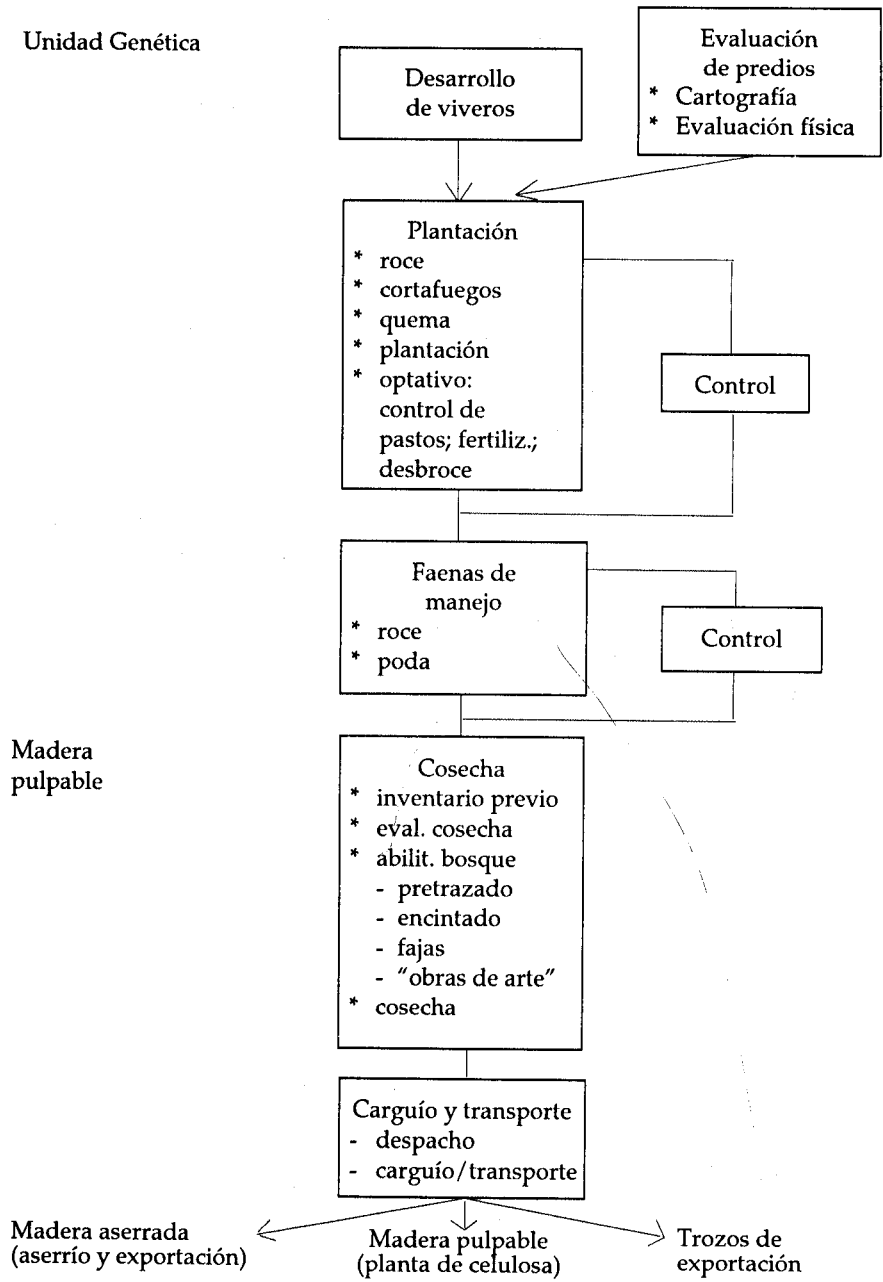 Unidad Genética
Desarrollo
de viveros
Evaluación
de predios
* Cartografía
* Evaluación física
Plantación
* roce
* cortafuegos
* quema
* plantación
* optativo:
control de
pastos; fertiliz.;
desbroce
Control
Faenas de
manejo
* roce
* poda
Control
Madera
pulpable
Cosecha
* inventario previo
* eval. cosecha
* abilit. bosque
- pretrazado
- encintado
- fajas
- "obras de arte"
* cosecha
Carguío y transporte
- despacho
- carguío/transporte
Madera aserrada
(aserrío y exportación)
Madera pulpable
(planta de celulosa)
Trozos de
exportación